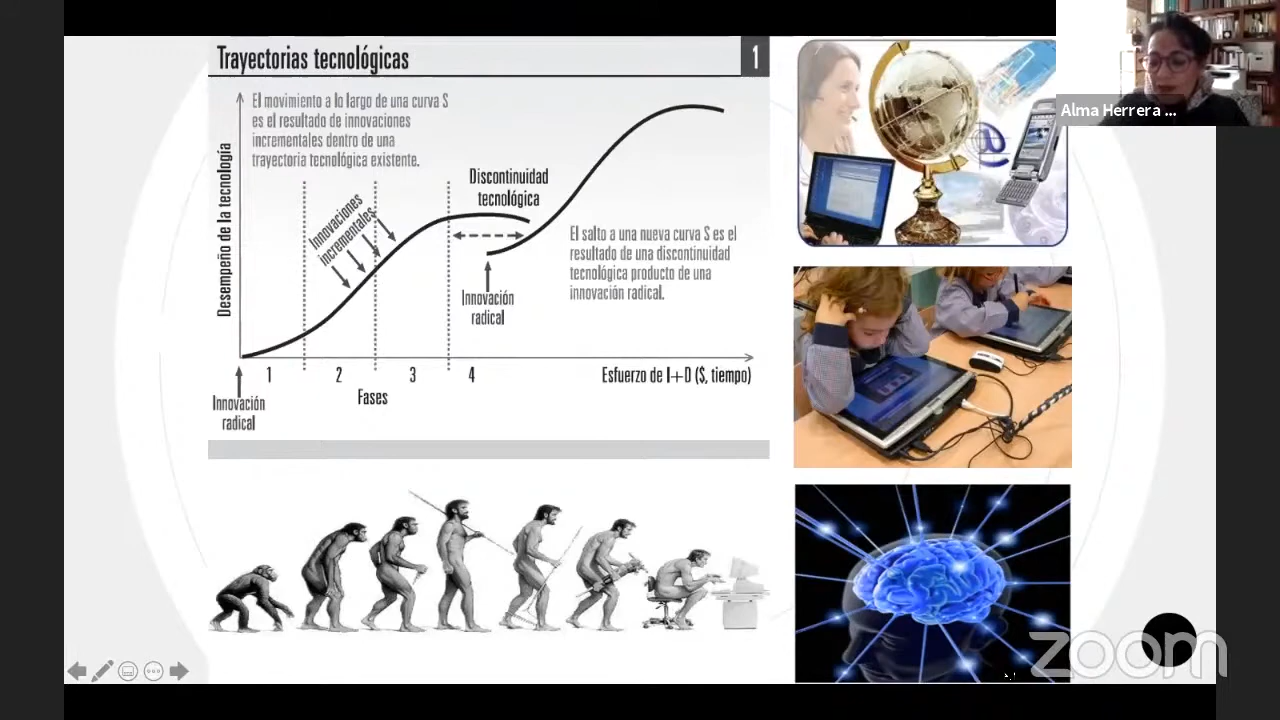 Trayectorias tecnológicas
1
El movimiento a lo largo de una curva S
es el resultado de innovaciones
incrementales dentro de una
trayectoria tecnológica existente.
Desempeño de la tecnología
Innovaciones
incrementales
Discontinuidad
tecnológica
El salto a una nueva curva S es el
resultado de una discontinuidad
tecnológica producto de una
innovación radical.
Innovación
radical
1 2 3 4
Esfuerzo de I+D ($, tiempo)
Fases
Innovación
radical
@
Alma Herrera ...
zoom